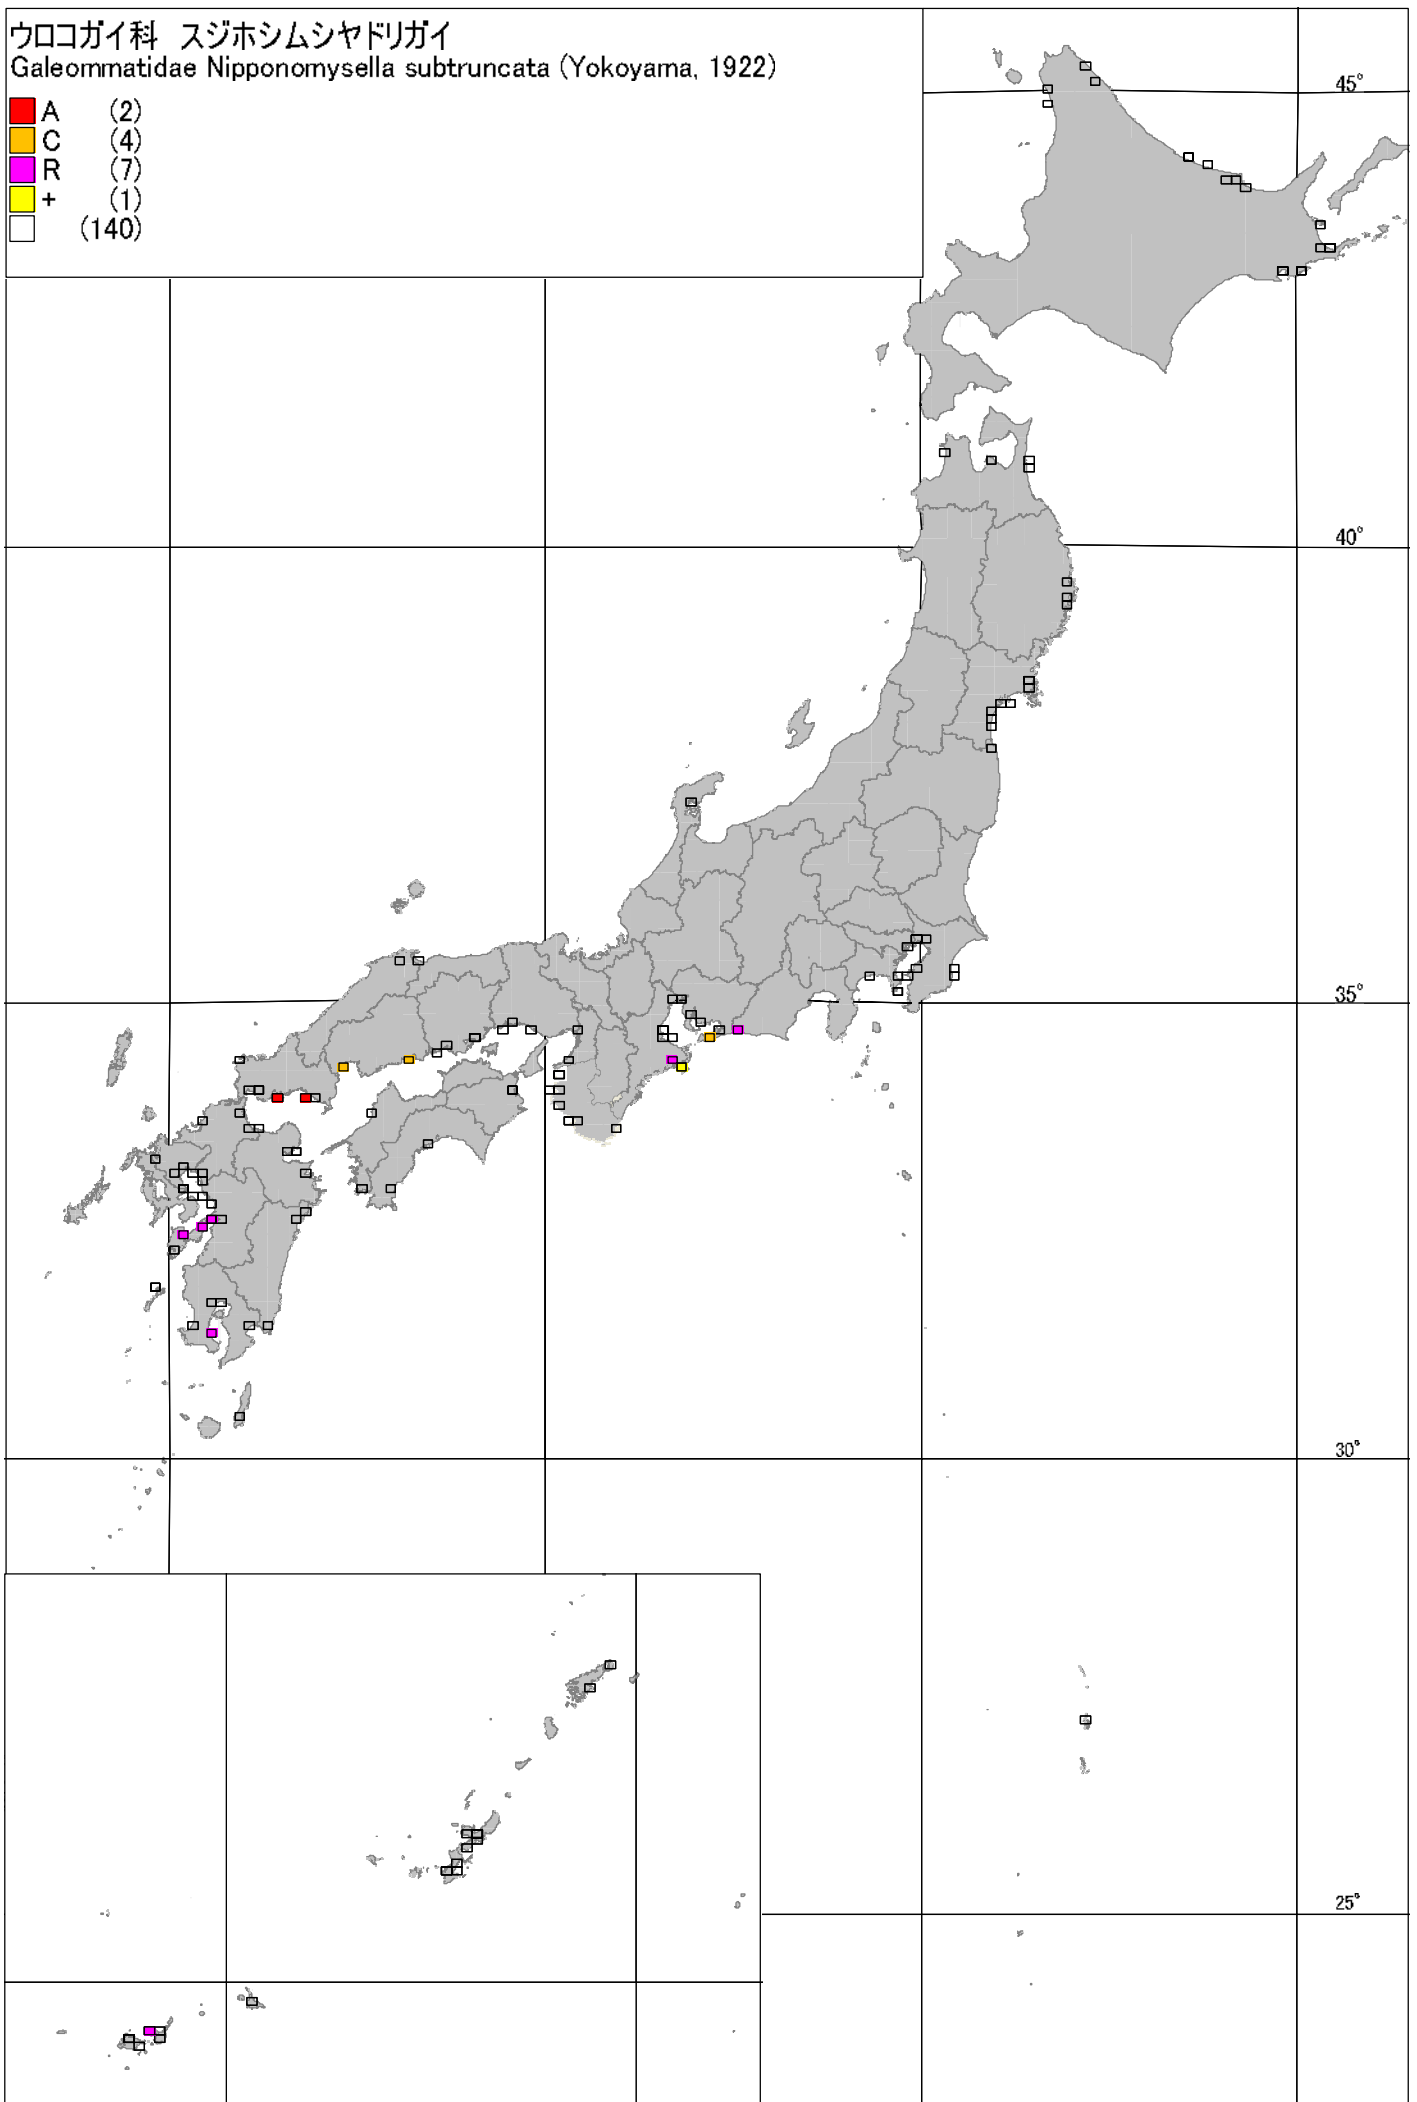 ウロコガイ科 スジホシムシヤドリガイ
Galeommatidae Nipponomysella subtruncata (Yokoyama, 1922)
A (2)
C (4)
R (7)
+ (1)
(140)
45°
40°
35°
30°
25°